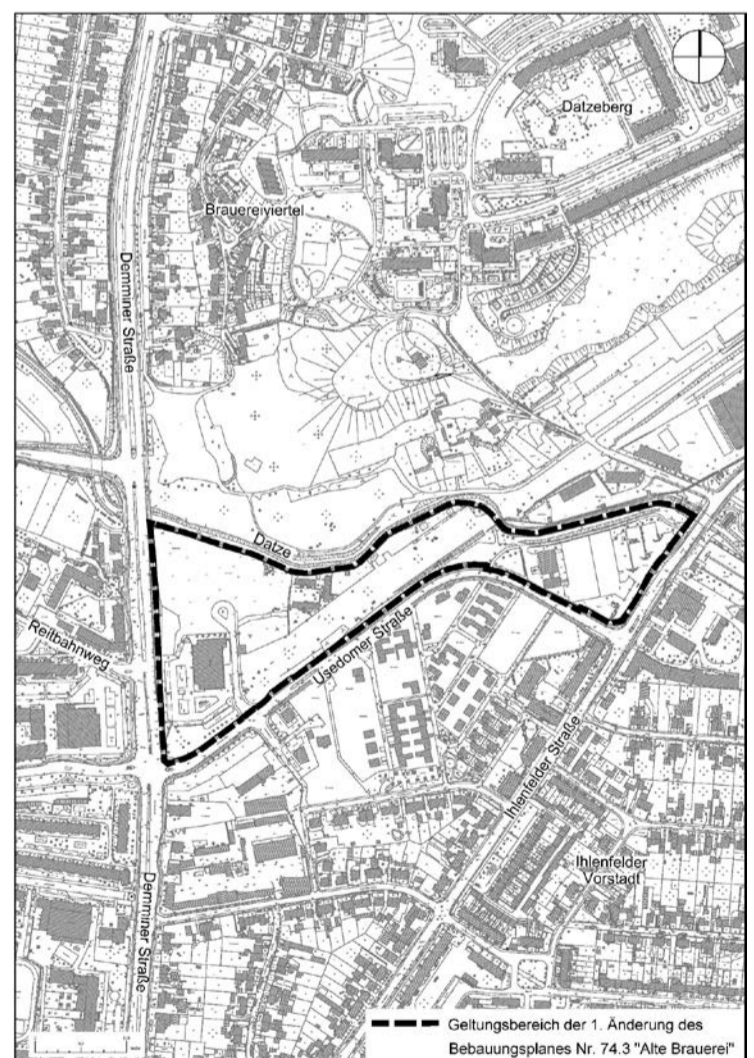 Datzeberg
Brauereiviertel
Demminer Straße
Datze
Reitbahnweg
Usedomer Straße
Ihlenfelder Straße
Ihlenfelder
Vorstadt
Demminer Straße
Geltungsbereich der 1. Änderung des
Bebauungsplanes Nr. 74.3 "Alte Brauerei"